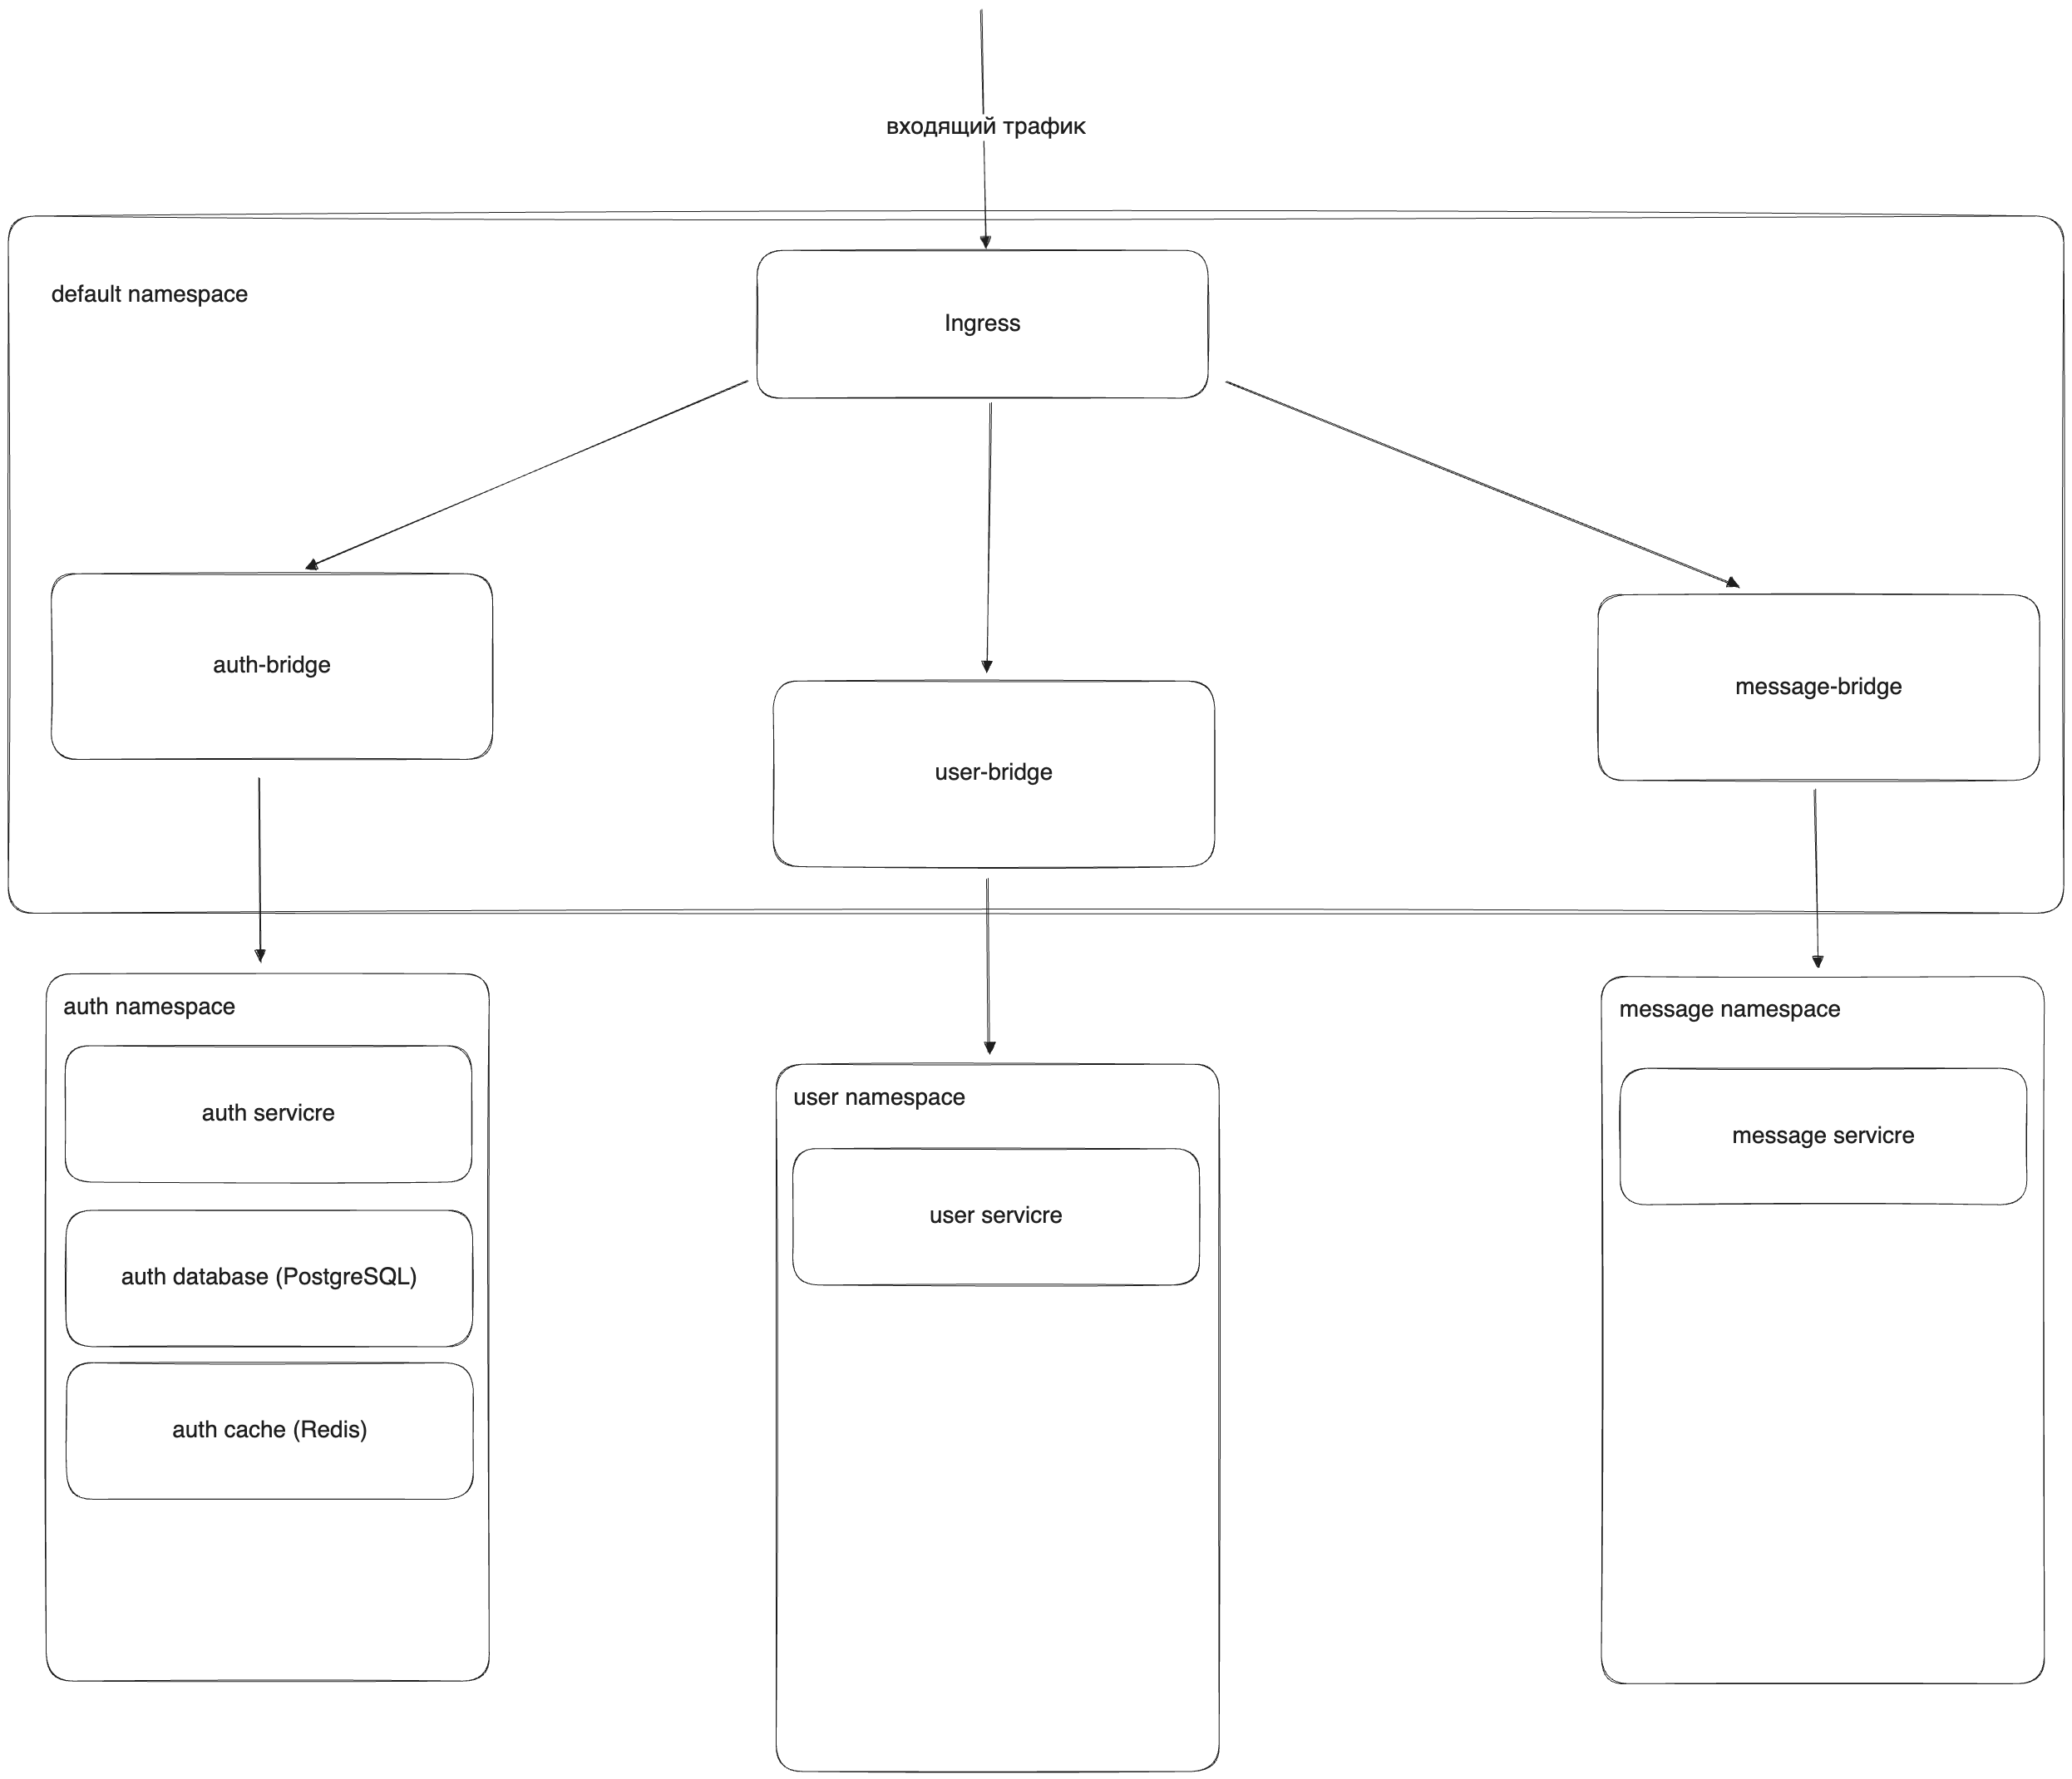 входящий трафик
default namespace
Ingress
auth-bridge
user-bridge
message-bridge
auth namespace
auth servicre
auth database (PostgreSQL)
auth cache (Redis)
user namespace
user servicre
message namespace
message servicre